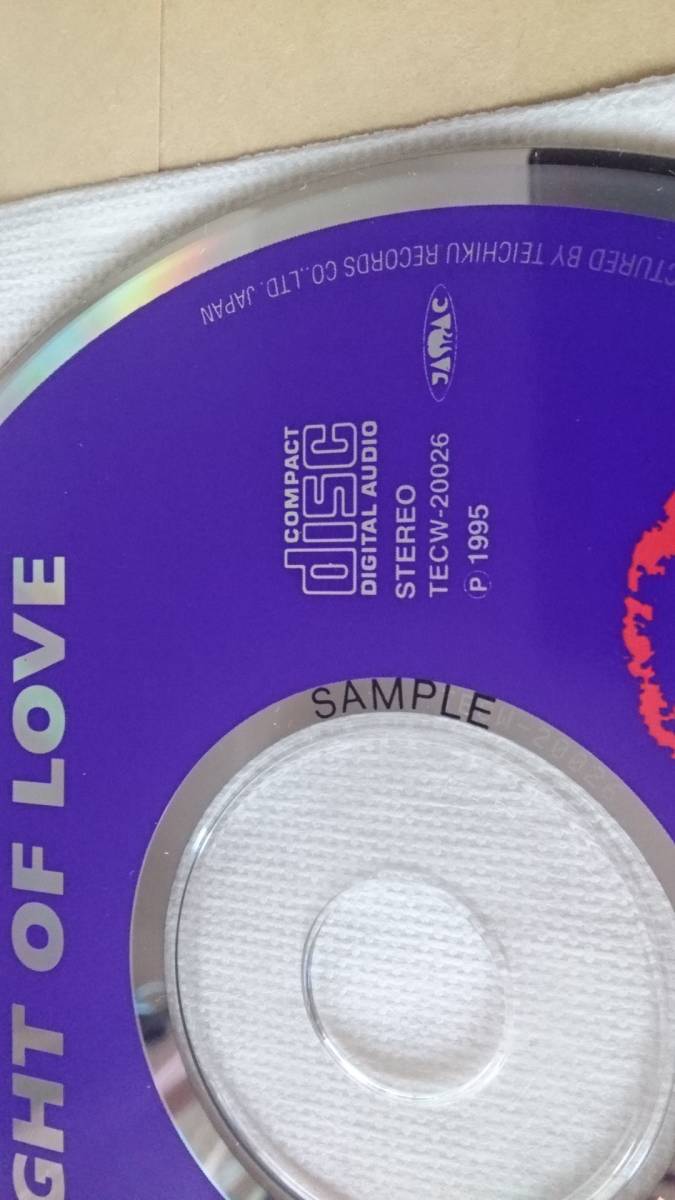 GHT OF LOVE
COMPACT
disc
DIGITAL AUDIO
STEREO
TECW-20026
Ⓟ 1995
JASRAC
CTURED BY TEICHIKU RECORDS CO.,LTD. JAPAN
SAMPLE